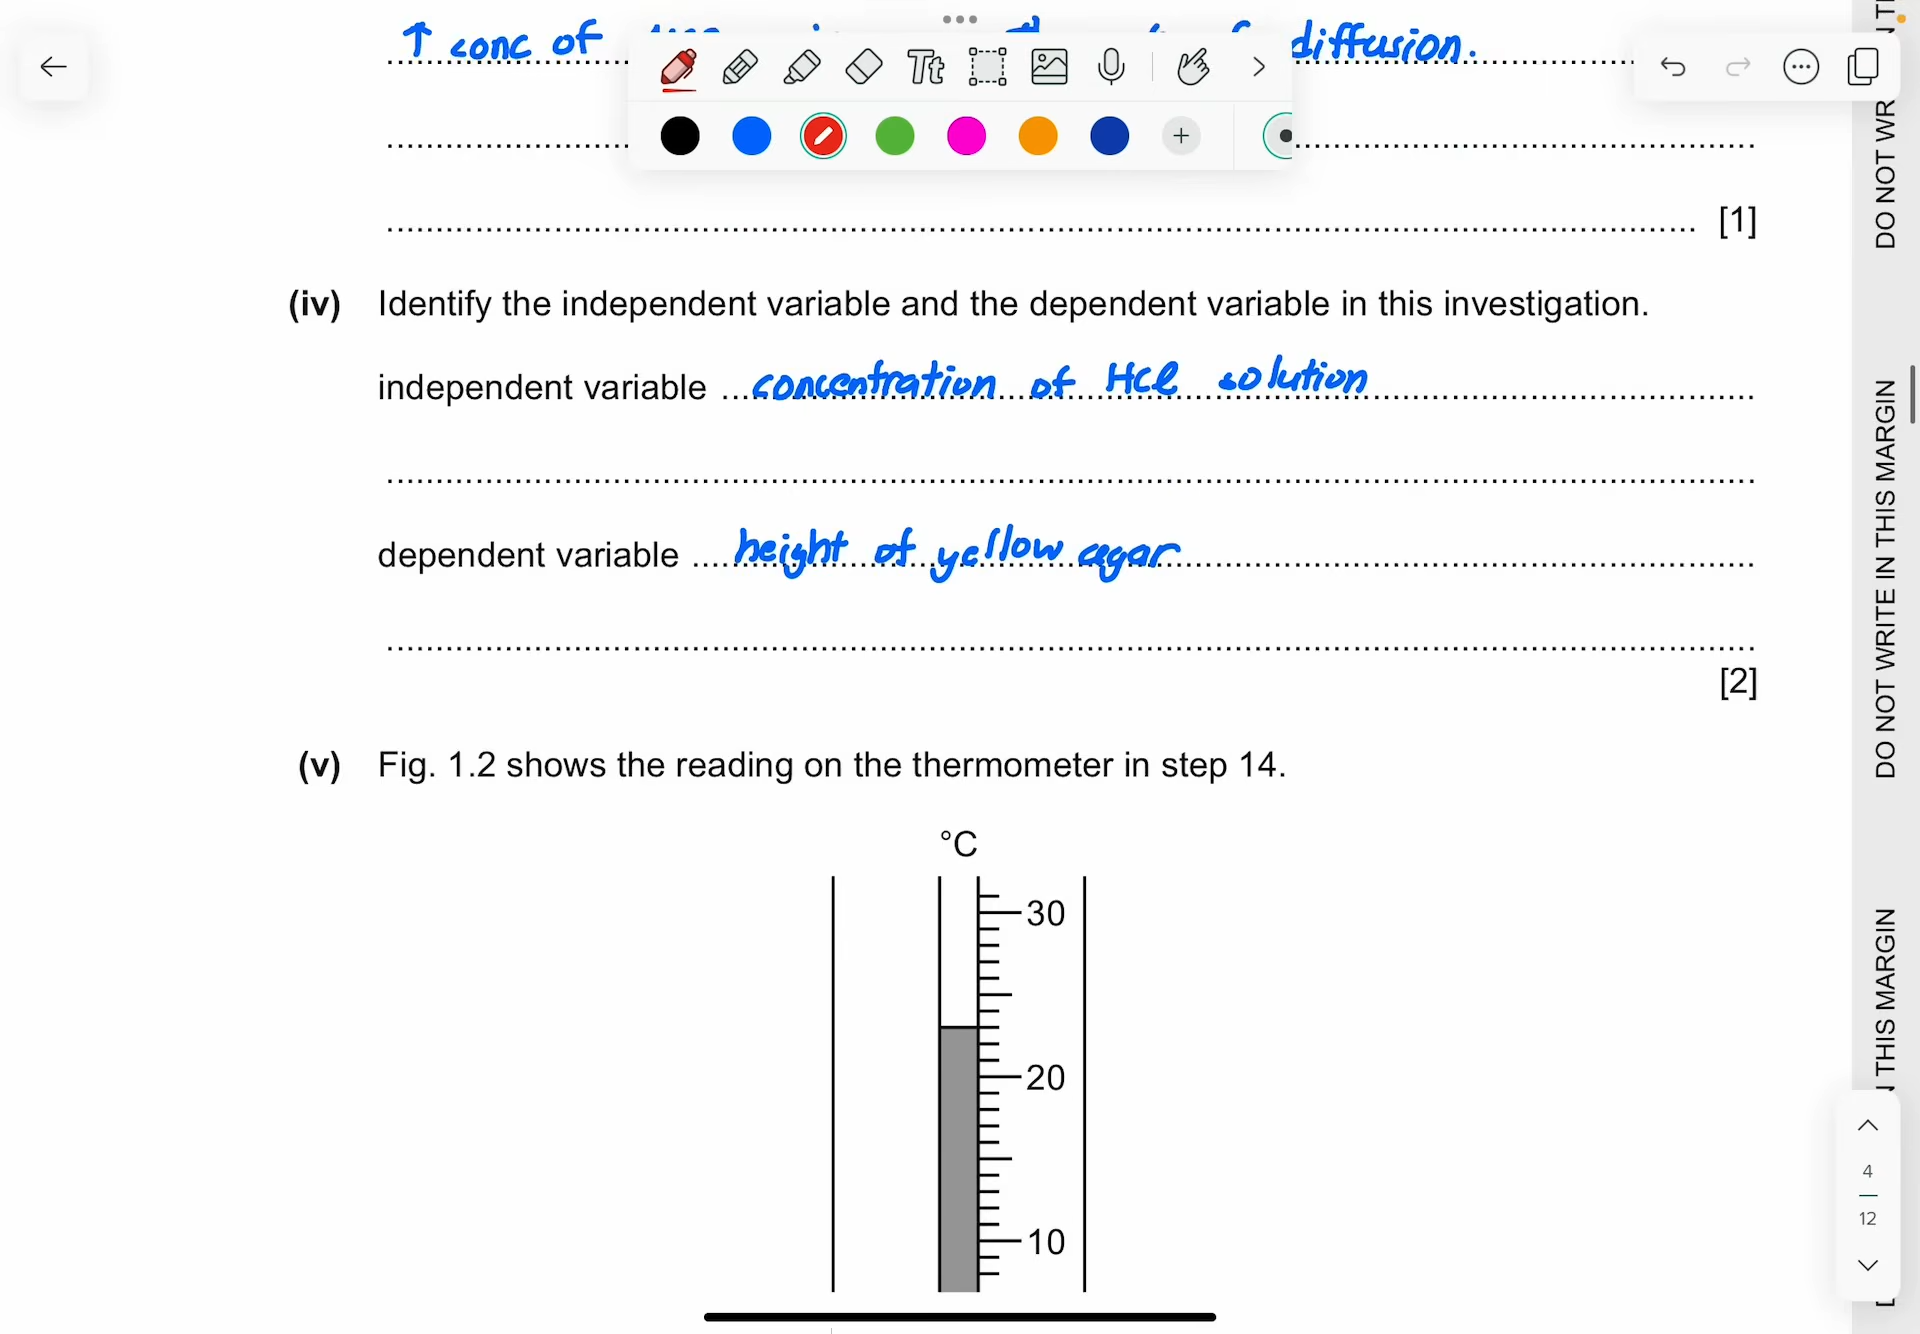 ↑ conc of diffusion.
Tt
[1]
(iv) Identify the independent variable and the dependent variable in this investigation.
independent variable concentration of HCl solution
dependent variable height of yellow agar
[2]
(v) Fig. 1.2 shows the reading on the thermometer in step 14.
°C
30
20
10
DO NOT WR
DO NOT WRITE IN THIS MARGIN
THIS MARGIN
4
12